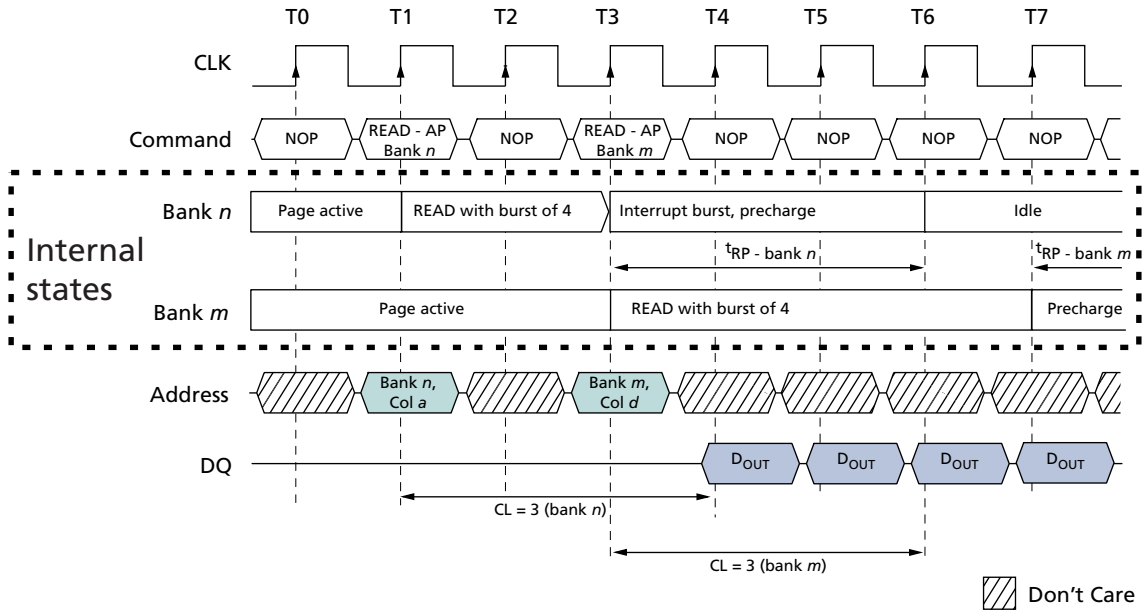 T0 T1 T2 T3 T4 T5 T6 T7
CLK
Command NOP READ - AP Bank n NOP READ - AP Bank m NOP NOP NOP NOP
Bank n Page active READ with burst of 4 Interrupt burst, precharge Idle
Internal states
tRP - bank n tRP - bank m
Bank m Page active READ with burst of 4 Precharge
Address Bank n, Col a Bank m, Col d
DQ DOUT DOUT DOUT DOUT
CL = 3 (bank n)
CL = 3 (bank m)
Don't Care